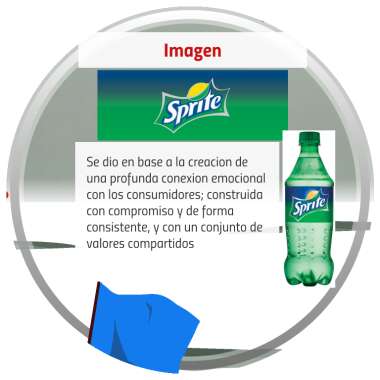 Imagen
Sprite
Se dio en base a la creacion de
una profunda conexion emocional
con los consumidores; construida
con compromiso y de forma
consistente, y con un conjunto de
valores compartidos
Sprite